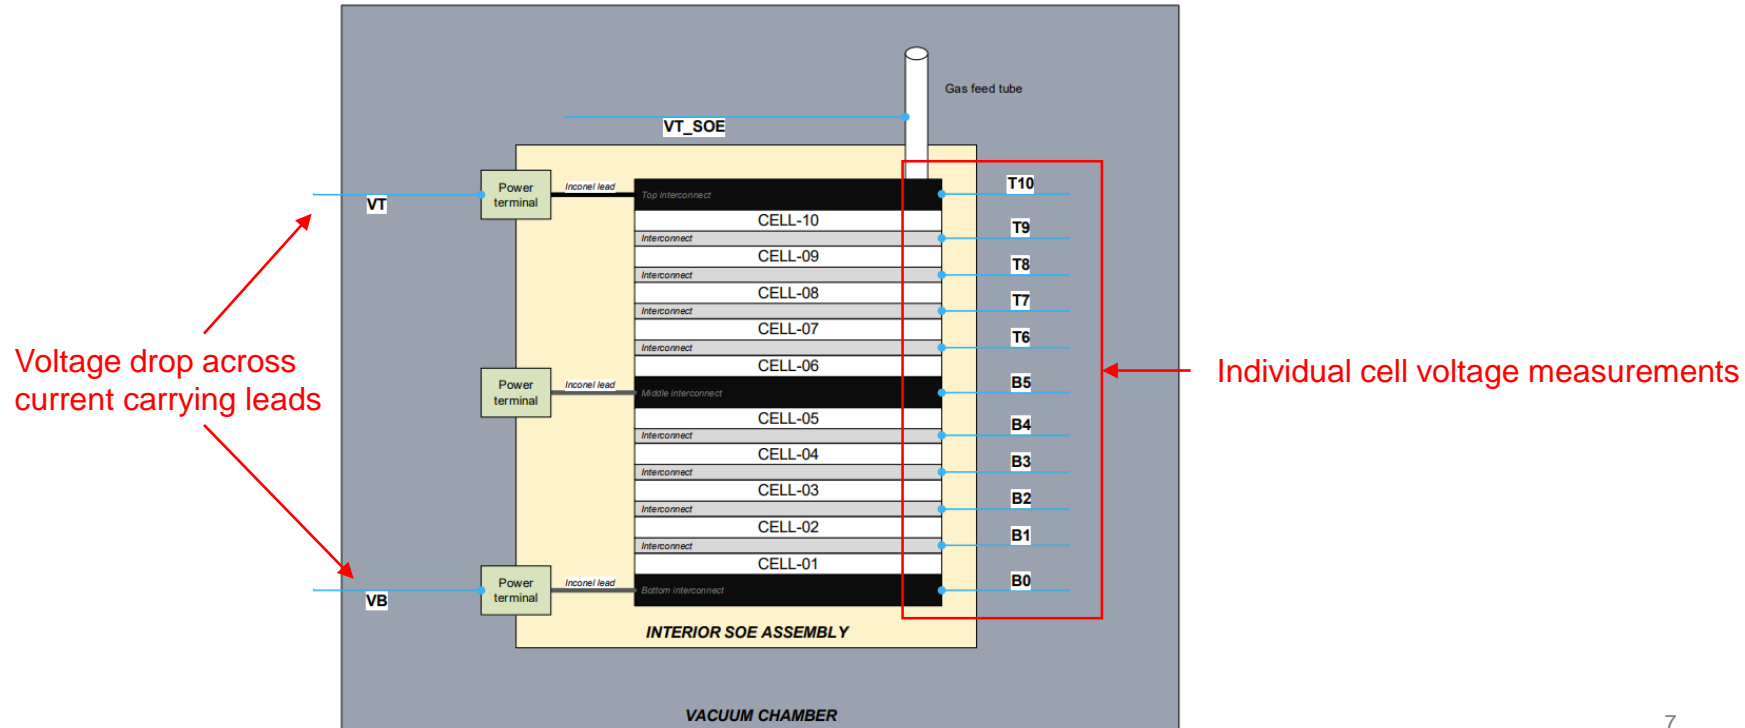 Gas feed tube
VT_SOE
Power
terminal
Inconel lead
VT
Top interconnect
T10
CELL-10
Interconnect
T9
CELL-09
Interconnect
T8
CELL-08
Interconnect
T7
CELL-07
Interconnect
T6
CELL-06
Voltage drop across
current carrying leads
Power
terminal
Inconel lead
Middle interconnect
B5
Individual cell voltage measurements
CELL-05
Interconnect
B4
CELL-04
Interconnect
B3
CELL-03
Interconnect
B2
CELL-02
Interconnect
B1
CELL-01
Power
terminal
Inconel lead
VB
Bottom interconnect
B0
INTERIOR SOE ASSEMBLY
VACUUM CHAMBER
7